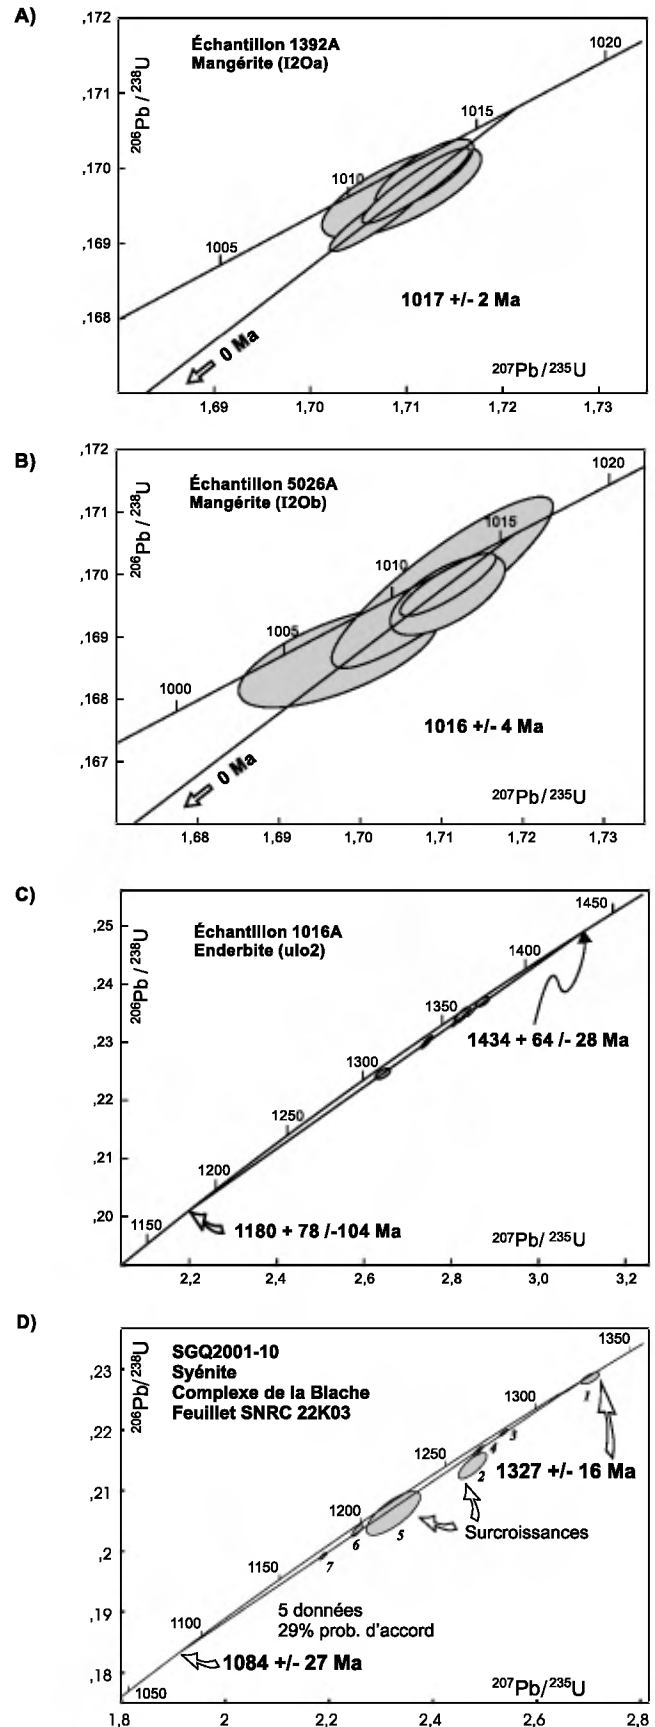 A)
Échantillon 1392A
Mangérite (I2Oa)
206Pb / 238U
,172
,171
,170
,169
,168
1005
1010
1015
1020
1017 +/- 2 Ma
0 Ma
207Pb / 235U
1,69
1,70
1,71
1,72
1,73
B)
Échantillon 5026A
Mangérite (I2Ob)
206Pb / 238U
,172
,171
,170
,169
,168
,167
1000
1005
1010
1015
1020
1016 +/- 4 Ma
0 Ma
207Pb / 235U
1,68
1,69
1,70
1,71
1,72
1,73
C)
Échantillon 1016A
Enderbite (ulo2)
206Pb / 238U
,25
,24
,23
,22
,21
,20
1150
1200
1250
1300
1350
1400
1450
1434 + 64 /- 28 Ma
1180 + 78 /-104 Ma
207Pb / 235U
2,2
2,4
2,6
2,8
3,0
3,2
D)
SGQ2001-10
Syénite
Complexe de la Blache
Feuillet SNRC 22K03
206Pb/ 238U
,23
,22
,21
,2
,19
,18
1050
1100
1150
1200
1250
1300
1350
1
2
3
4
5
6
7
1327 +/- 16 Ma
Surcroissances
5 données
29% prob. d'accord
1084 +/- 27 Ma
207Pb / 235U
1,8
2
2,2
2,4
2,6
2,8